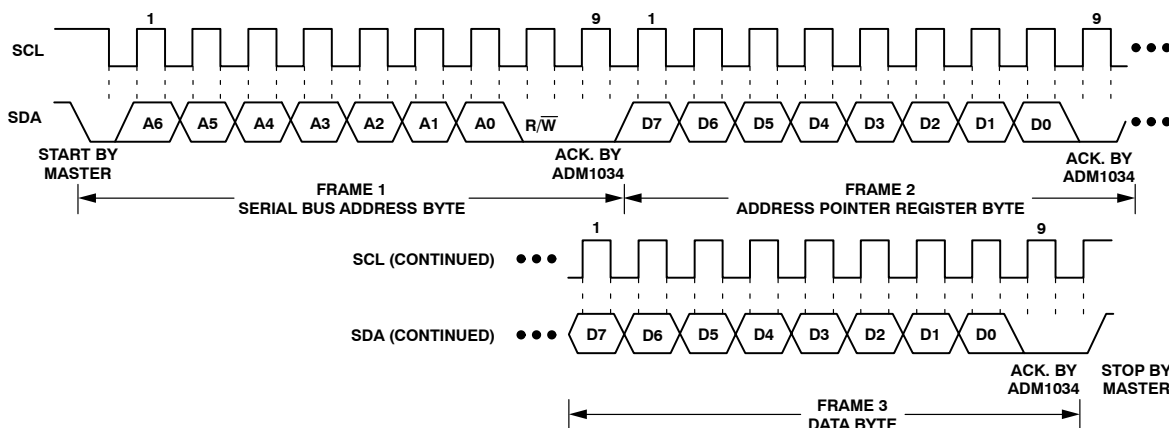 1 9 1 9
SCL
SDA A6 A5 A4 A3 A2 A1 A0 R/W̅ D7 D6 D5 D4 D3 D2 D1 D0
START BY MASTER
ACK. BY ADM1034
ACK. BY ADM1034
FRAME 1
SERIAL BUS ADDRESS BYTE
FRAME 2
ADDRESS POINTER REGISTER BYTE
1 9
SCL (CONTINUED)
SDA (CONTINUED) D7 D6 D5 D4 D3 D2 D1 D0
ACK. BY ADM1034
STOP BY MASTER
FRAME 3
DATA BYTE